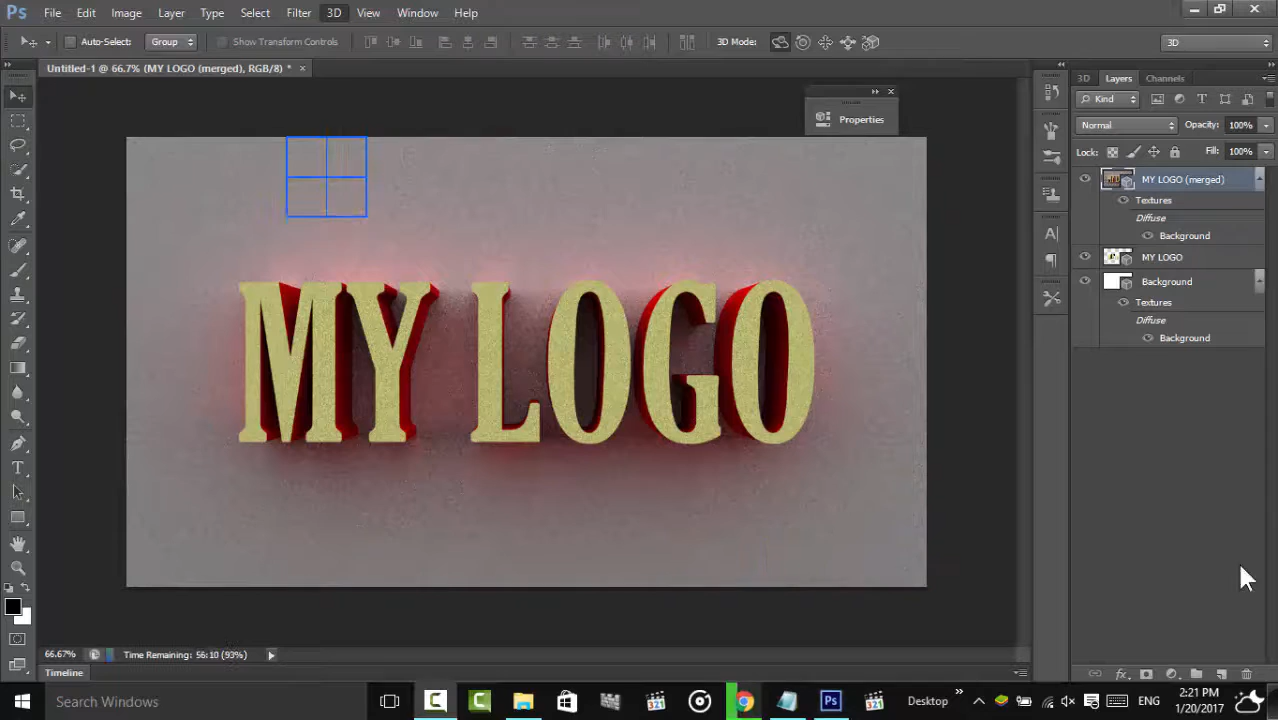 Ps File Edit Image Layer Type Select Filter 3D View Window Help
Auto-Select: Group Show Transform Controls 3D Mode: 3D
Untitled-1 @ 66.7% (MY LOGO (merged), RGB/8) *
3D Layers Channels
Properties
Kind
Normal Opacity: 100%
Lock: Fill: 100%
MY LOGO (merged)
Textures
Diffuse
Background
MY LOGO
Background
Textures
Diffuse
Background
MY LOGO
66.67% Time Remaining: 56:10 (93%)
Timeline
Search Windows
Desktop
ENG
2:21 PM
1/20/2017